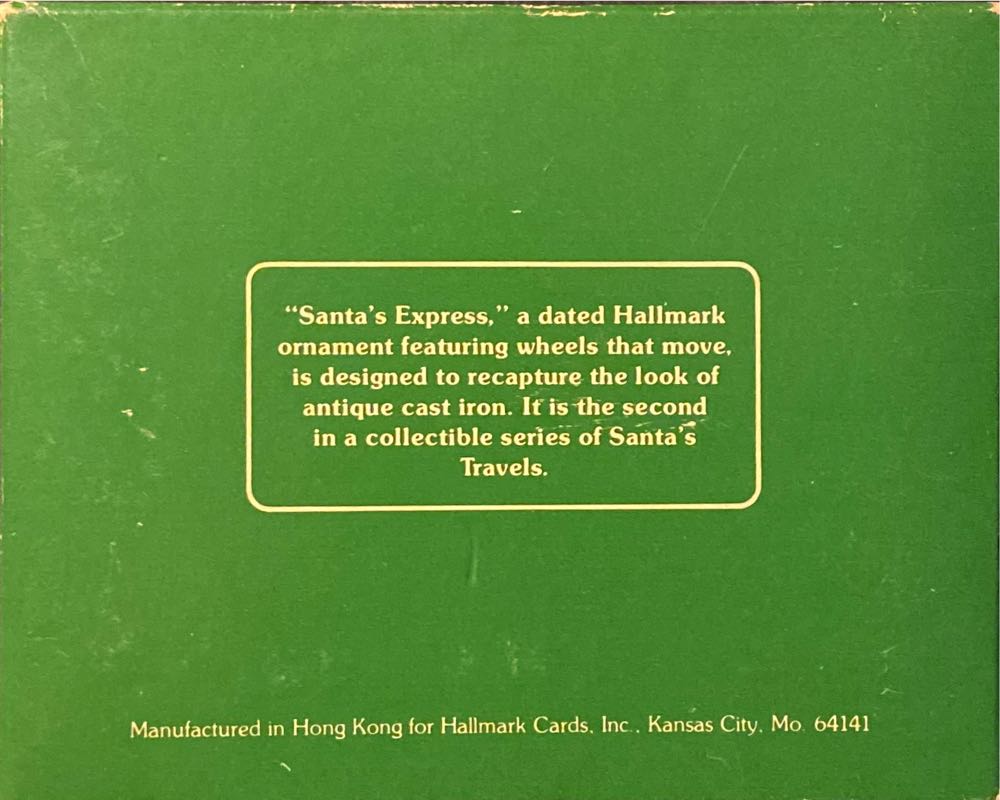 “Santa’s Express,” a dated Hallmark
ornament featuring wheels that move,
is designed to recapture the look of
antique cast iron. It is the second
in a collectible series of Santa’s
Travels.
Manufactured in Hong Kong for Hallmark Cards, Inc., Kansas City, Mo. 64141